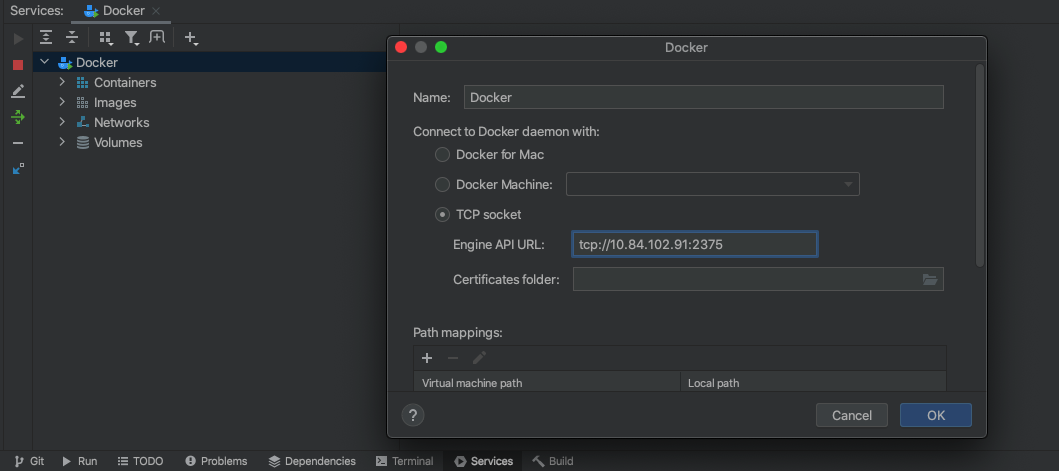 Services: Docker
Docker
Containers
Images
Networks
Volumes
Docker
Name: Docker
Connect to Docker daemon with:
Docker for Mac
Docker Machine:
TCP socket
Engine API URL: tcp://10.84.102.91:2375
Certificates folder:
Path mappings:
Virtual machine path Local path
? Cancel OK
Git Run TODO Problems Dependencies Terminal Services Build